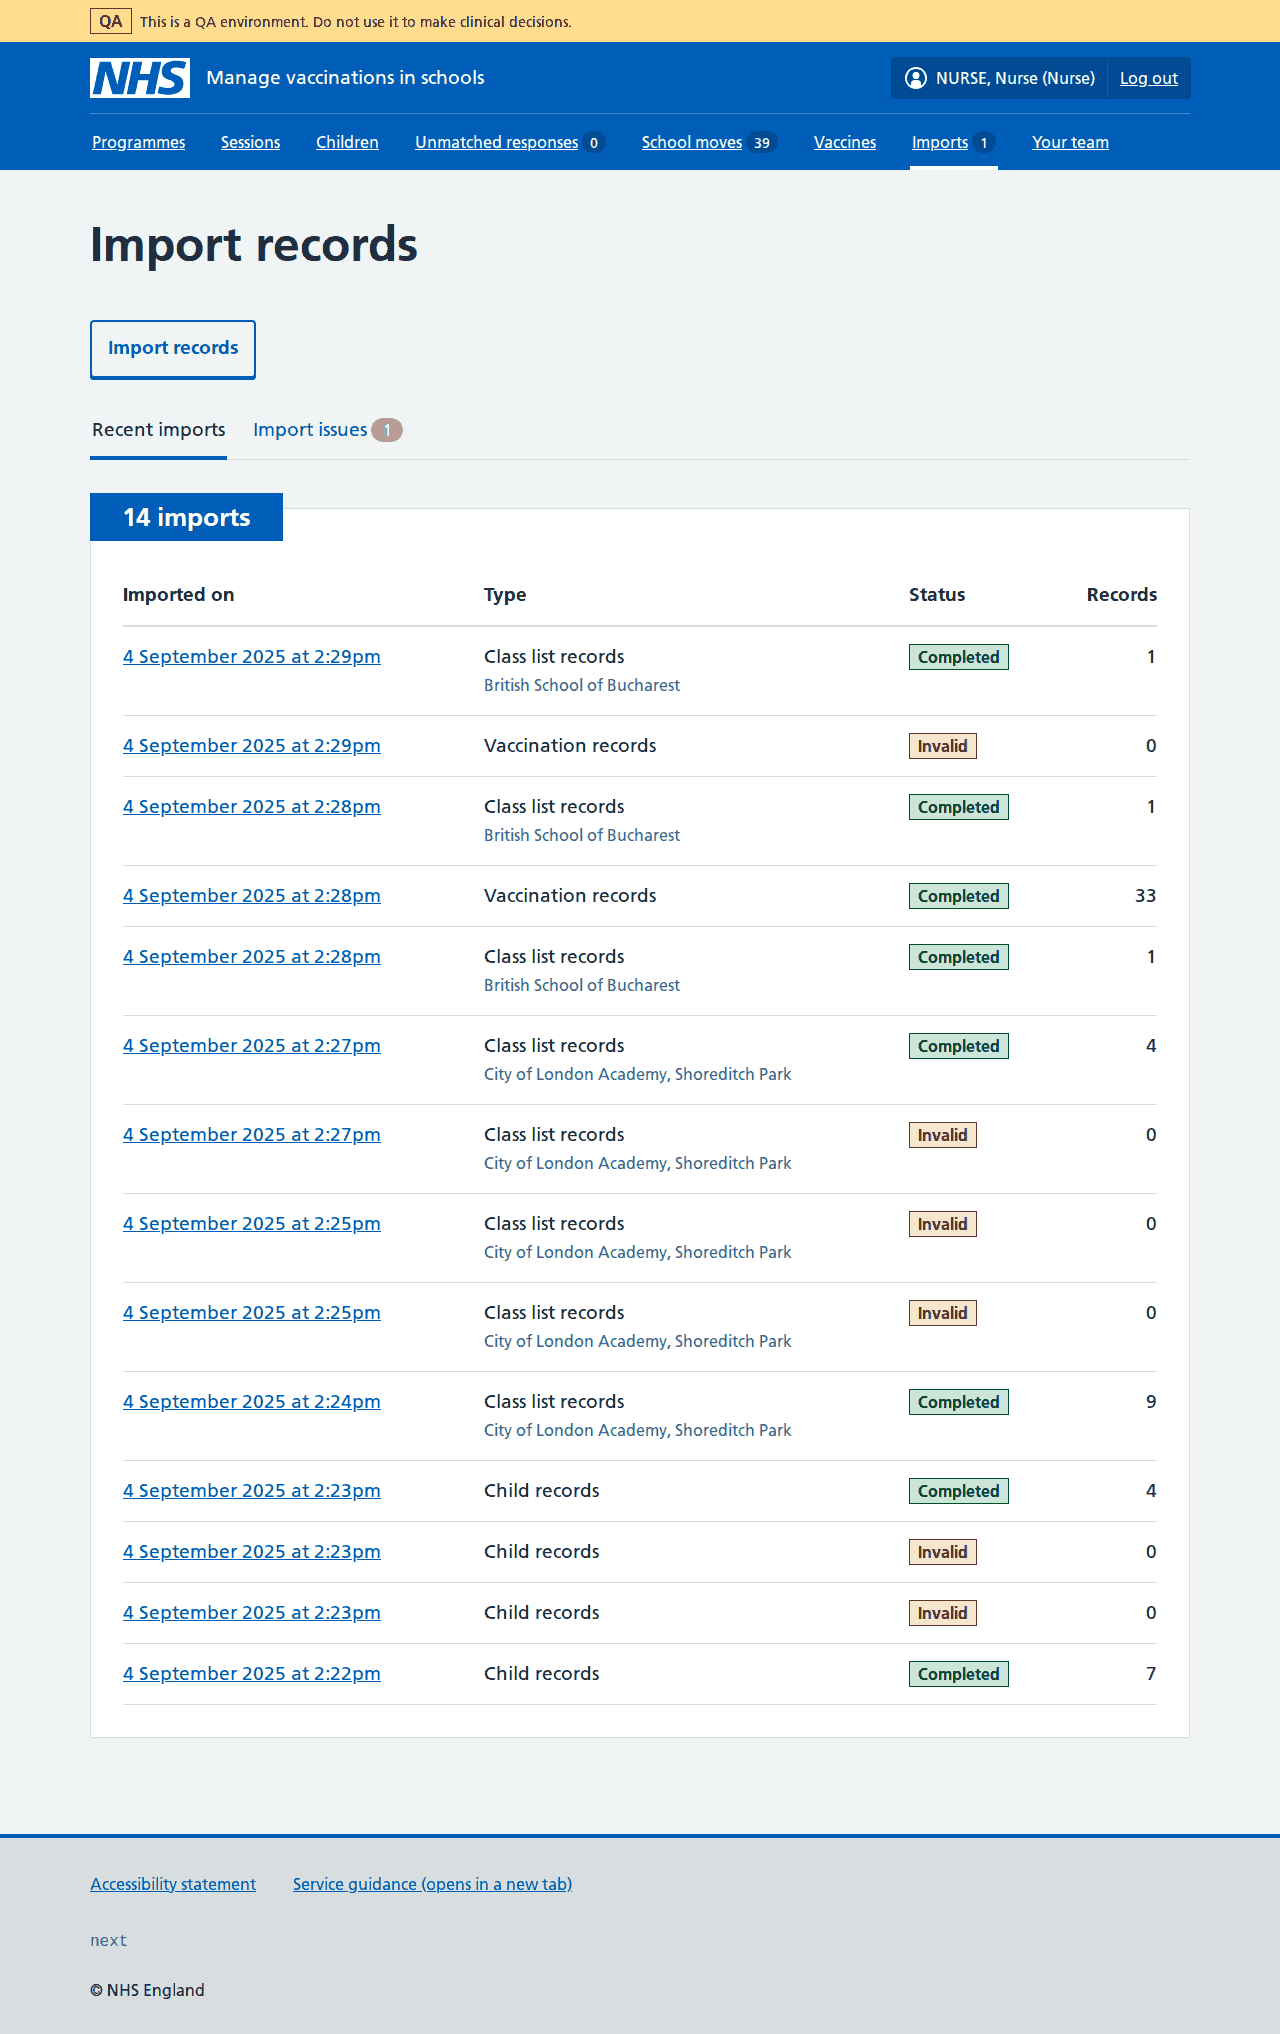 QA This is a QA environment. Do not use it to make clinical decisions.
NHS Manage vaccinations in schools NURSE, Nurse (Nurse) Log out
Programmes Sessions Children Unmatched responses 0 School moves 39 Vaccines Imports 1 Your team
Import records
Import records
Recent imports Import issues 1
14 imports
Imported on Type Status Records
4 September 2025 at 2:29pm Class list records Completed 1
British School of Bucharest
4 September 2025 at 2:29pm Vaccination records Invalid 0
4 September 2025 at 2:28pm Class list records Completed 1
British School of Bucharest
4 September 2025 at 2:28pm Vaccination records Completed 33
4 September 2025 at 2:28pm Class list records Completed 1
British School of Bucharest
4 September 2025 at 2:27pm Class list records Completed 4
City of London Academy, Shoreditch Park
4 September 2025 at 2:27pm Class list records Invalid 0
City of London Academy, Shoreditch Park
4 September 2025 at 2:25pm Class list records Invalid 0
City of London Academy, Shoreditch Park
4 September 2025 at 2:25pm Class list records Invalid 0
City of London Academy, Shoreditch Park
4 September 2025 at 2:24pm Class list records Completed 9
City of London Academy, Shoreditch Park
4 September 2025 at 2:23pm Child records Completed 4
4 September 2025 at 2:23pm Child records Invalid 0
4 September 2025 at 2:23pm Child records Invalid 0
4 September 2025 at 2:22pm Child records Completed 7
Accessibility statement Service guidance (opens in a new tab)
next
© NHS England